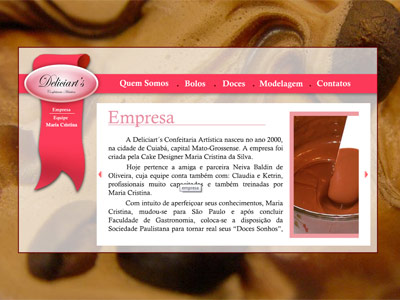 Quem Somos . Bolos . Doces . Modelagem . Contatos
Deliciart's
Confeitaria Artística
Empresa
Equipe
Maria Cristina
Empresa
A Deliciart´s Confeitaria Artística nasceu no ano 2000,
na cidade de Cuiabá, capital Mato-Grossense. A empresa foi
criada pela Cake Designer Maria Cristina da Silva.
Hoje pertence a amiga e parceira Neiva Baldin de
Oliveira, cuja equipe conta também com: Claudia e Ketrin,
profissionais muito e também treinadas por
empresa
Maria Cristina.
Com intuito de aperfeiçoar seus conhecimentos, Maria
Cristina, mudou-se para São Paulo e após concluir
Faculdade de Gastronomia, coloca-se a disposição da
Sociedade Paulistana para tornar real seus "Doces Sonhos",